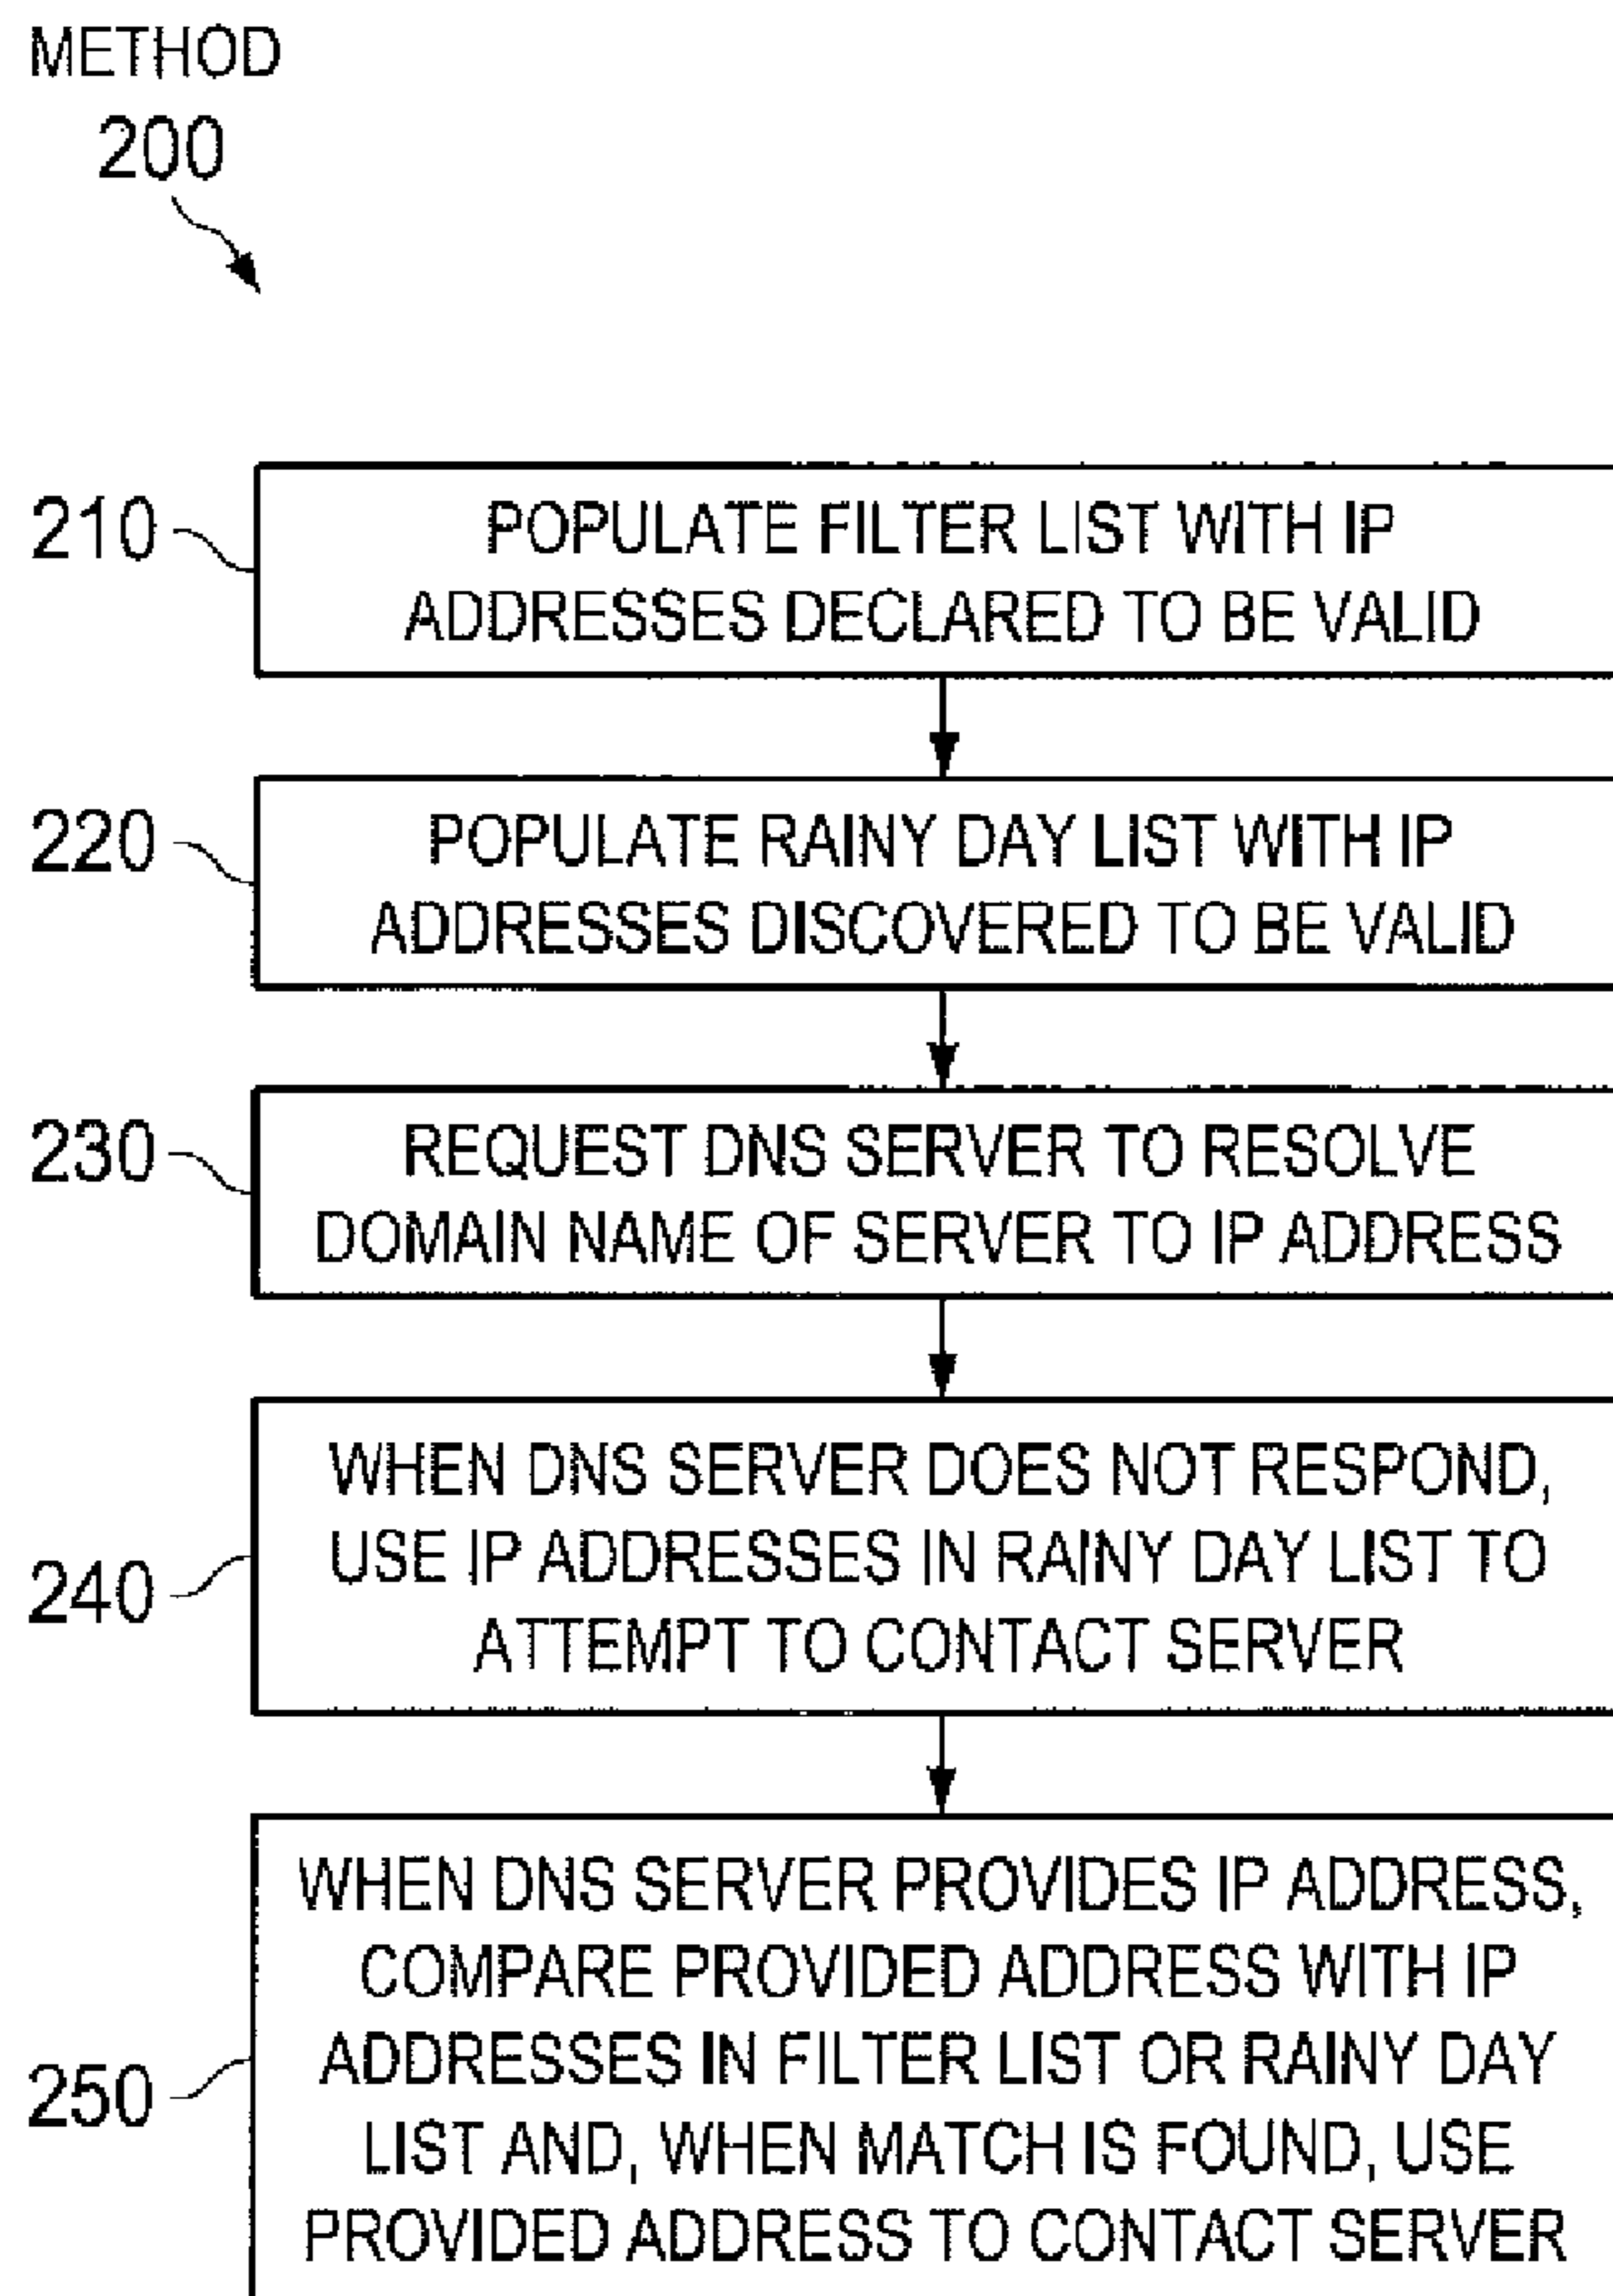 METHOD
200
210
POPULATE FILTER LIST WITH IP
ADDRESSES DECLARED TO BE VALID
220
POPULATE RAINY DAY LIST WITH IP
ADDRESSES DISCOVERED TO BE VALID
230
REQUEST DNS SERVER TO RESOLVE
DOMAIN NAME OF SERVER TO IP ADDRESS
240
WHEN DNS SERVER DOES NOT RESPOND,
USE IP ADDRESSES IN RAINY DAY LIST TO
ATTEMPT TO CONTACT SERVER
250
WHEN DNS SERVER PROVIDES IP ADDRESS,
COMPARE PROVIDED ADDRESS WITH IP
ADDRESSES IN FILTER LIST OR RAINY DAY
LIST AND, WHEN MATCH IS FOUND, USE
PROVIDED ADDRESS TO CONTACT SERVER